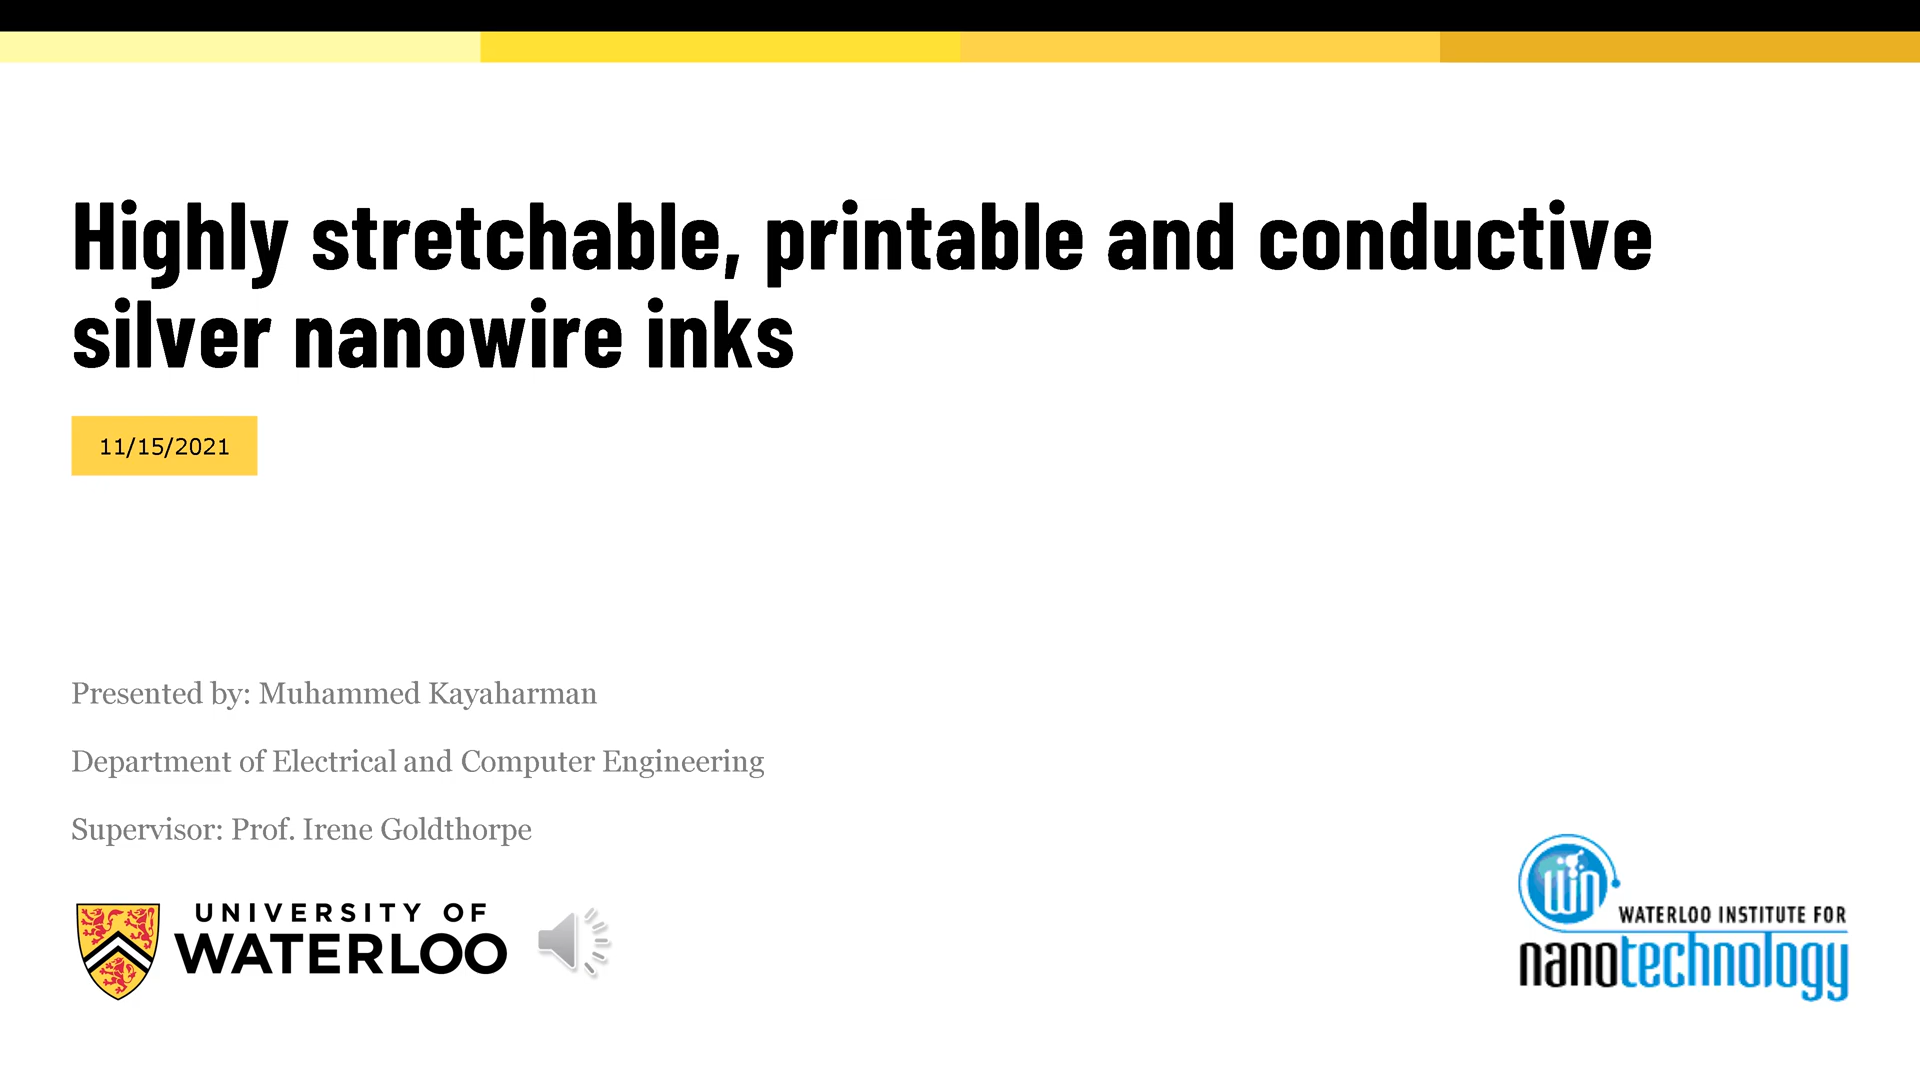 Highly stretchable, printable and conductive
silver nanowire inks
11/15/2021
Presented by: Muhammed Kayaharman
Department of Electrical and Computer Engineering
Supervisor: Prof. Irene Goldthorpe
UNIVERSITY OF
WATERLOO
WIN
WATERLOO INSTITUTE FOR
nanotechnology